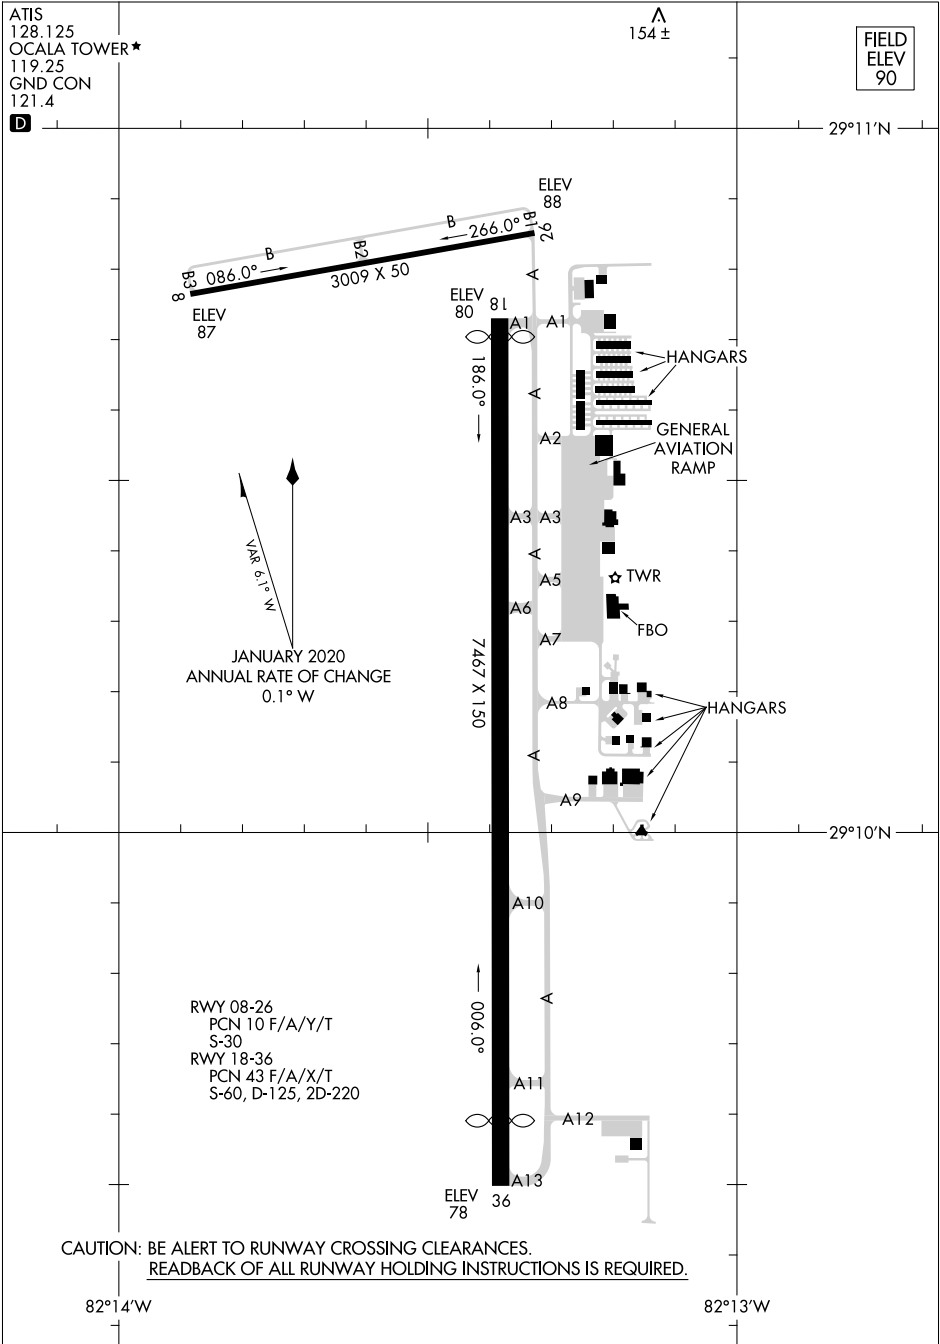 ATIS
128.125
OCALA TOWER★
119.25
GND CON
121.4
D
154 ±
FIELD
ELEV
90
29°11'N
ELEV
88
B
B1
26
266.0°
B
B2
B3
086.0°
3009 X 50
8
ELEV
87
A
ELEV
80
18
A1
A1
HANGARS
186.0°
A
A2
GENERAL
AVIATION
RAMP
A3
A3
VAR 6.1° W
A
A5
TWR
A6
FBO
A7
7467 X 150
JANUARY 2020
ANNUAL RATE OF CHANGE
0.1° W
A8
HANGARS
A
A9
29°10'N
A10
A
006.0°
RWY 08-26
PCN 10 F/A/Y/T
S-30
RWY 18-36
PCN 43 F/A/X/T
S-60, D-125, 2D-220
A11
A12
A13
ELEV
78
36
CAUTION: BE ALERT TO RUNWAY CROSSING CLEARANCES.
READBACK OF ALL RUNWAY HOLDING INSTRUCTIONS IS REQUIRED.
82°14'W
82°13'W